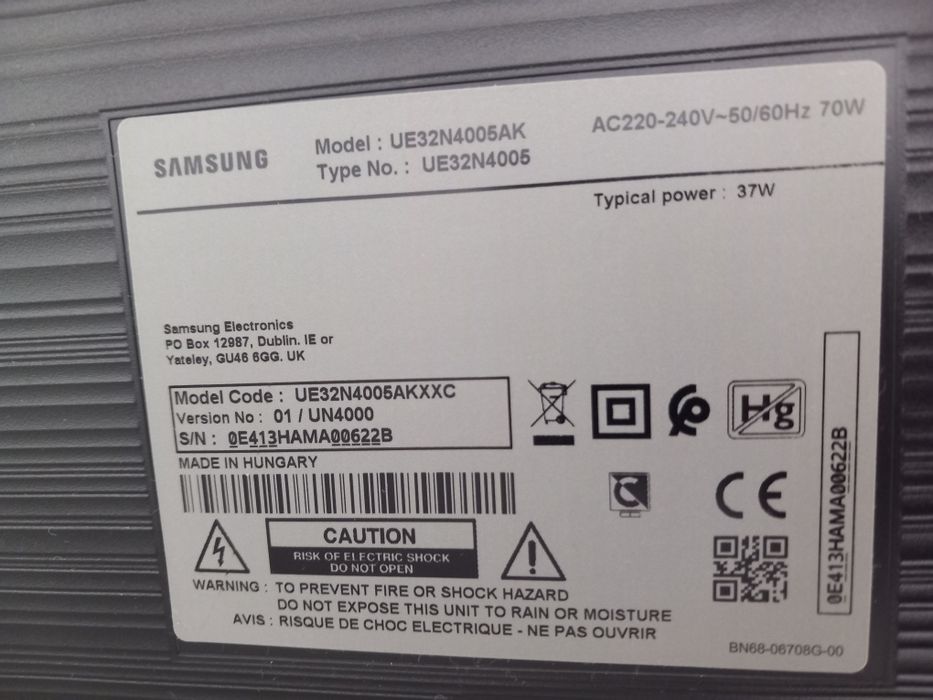 SAMSUNG
Model : UE32N4005AK
Type No. : UE32N4005
AC220-240V~50/60Hz 70W
Typical power : 37W
Samsung Electronics
PO Box 12987, Dublin. IE or
Yateley, GU46 6GG. UK
Model Code : UE32N4005AKXXC
Version No : 01 / UN4000
S/N : 0E413HAMA00622B
MADE IN HUNGARY
Hg
CE
0E413HAMA00622B
CAUTION
RISK OF ELECTRIC SHOCK
DO NOT OPEN
WARNING : TO PREVENT FIRE OR SHOCK HAZARD
DO NOT EXPOSE THIS UNIT TO RAIN OR MOISTURE
AVIS : RISQUE DE CHOC ELECTRIQUE - NE PAS OUVRIR
BN68-06708G-00